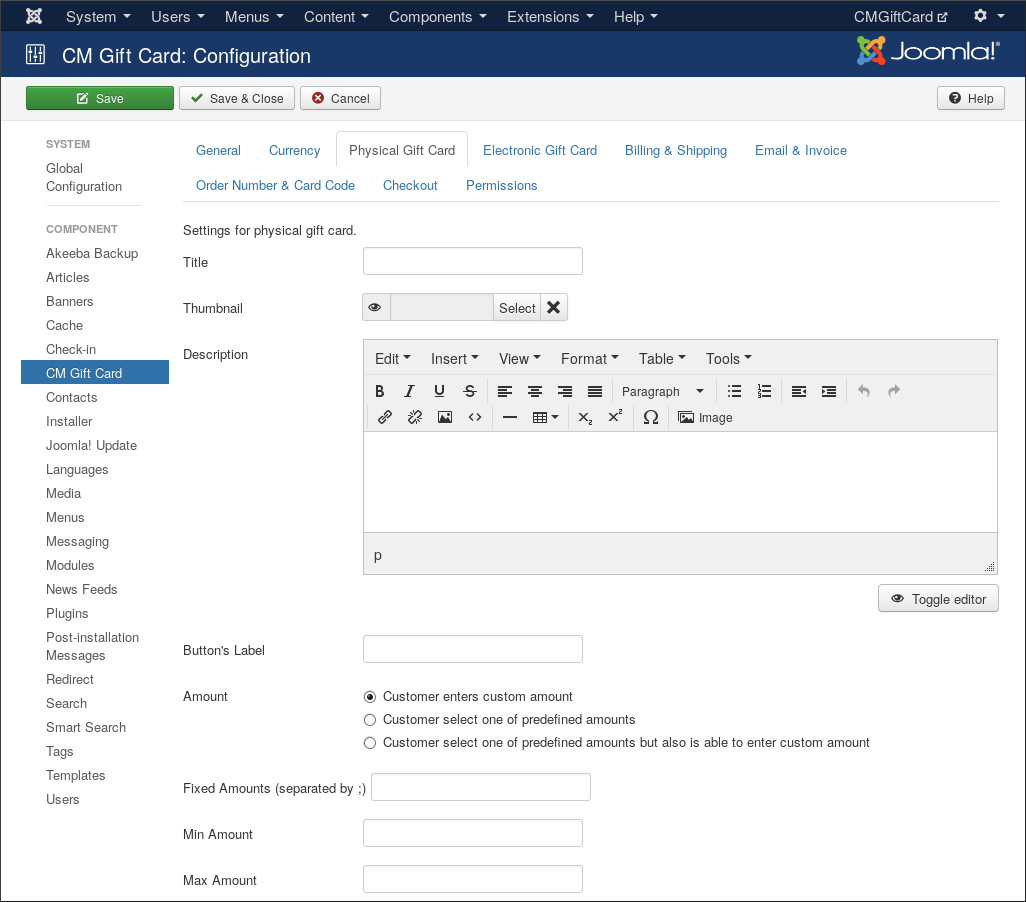 System Users Menus Content Components Extensions Help CMGiftCard
CM Gift Card: Configuration Joomla!®
Save Save & Close Cancel Help
SYSTEM
Global
Configuration
COMPONENT
Akeeba Backup
Articles
Banners
Cache
Check-in
CM Gift Card
Contacts
Installer
Joomla! Update
Languages
Media
Menus
Messaging
Modules
News Feeds
Plugins
Post-installation
Messages
Redirect
Search
Smart Search
Tags
Templates
Users
General Currency Physical Gift Card Electronic Gift Card Billing & Shipping Email & Invoice
Order Number & Card Code Checkout Permissions
Settings for physical gift card.
Title
Thumbnail Select
Description
Edit Insert View Format Table Tools
B I U S Paragraph
X₂ X² Ω Image
p
Toggle editor
Button's Label
Amount Customer enters custom amount
Customer select one of predefined amounts
Customer select one of predefined amounts but also is able to enter custom amount
Fixed Amounts (separated by ;)
Min Amount
Max Amount